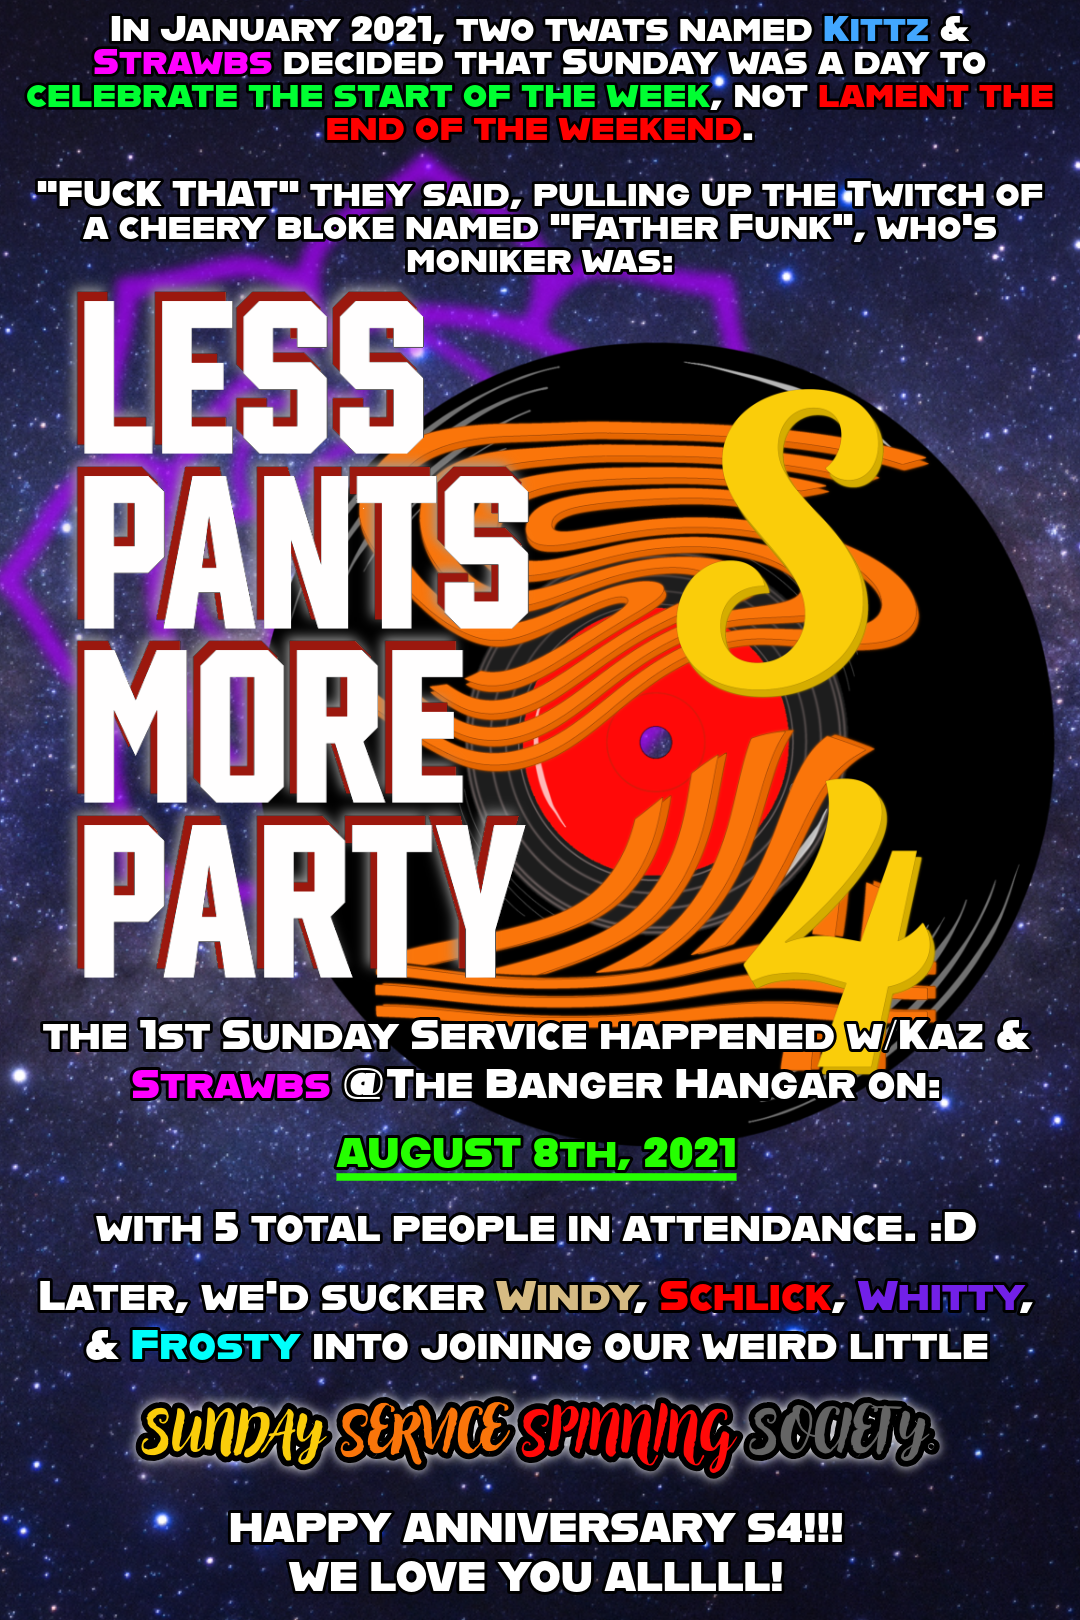 In January 2021, two twats named Kittz &
Strawbs decided that Sunday was a day to
celebrate the start of the week, not lament the
end of the weekend.
"FUCK THAT" they said, pulling up the Twitch of
a cheery bloke named "Father Funk", who's
moniker was:
LESS
PANTS
MORE
PARTY
S
4
the 1st Sunday Service happened w/Kaz &
Strawbs @The Banger Hangar on:
AUGUST 8th, 2021
with 5 total people in attendance. :D
Later, we'd sucker Windy, Schlick, Whitty,
& Frosty into joining our weird little
SUNDAY SERVICE SPINNING SOCIETY.
HAPPY ANNIVERSARY S4!!!
WE LOVE YOU ALLLLL!